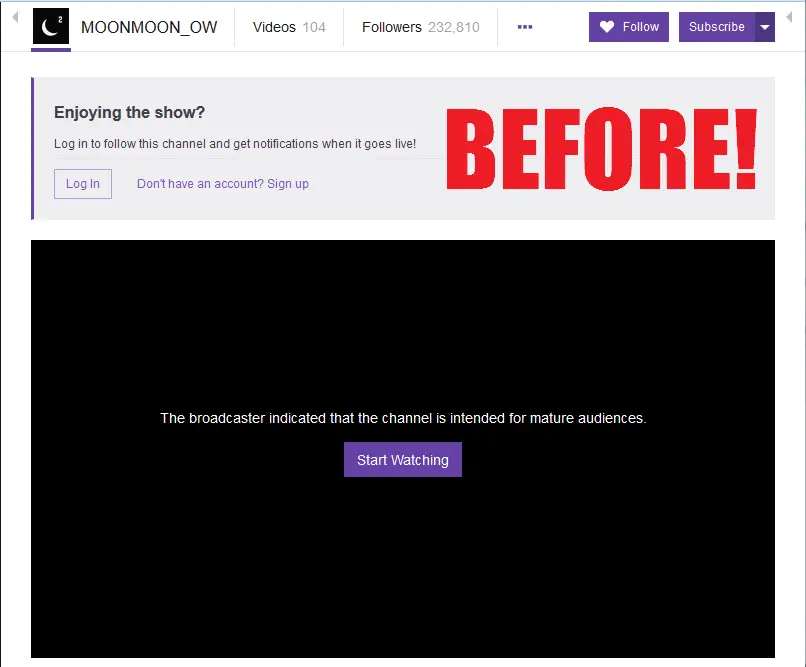 2
MOONMOON_OW Videos 104 Followers 232,810 ••• Follow Subscribe
Enjoying the show?
Log in to follow this channel and get notifications when it goes live!
Log In Don't have an account? Sign up
BEFORE!
The broadcaster indicated that the channel is intended for mature audiences.
Start Watching